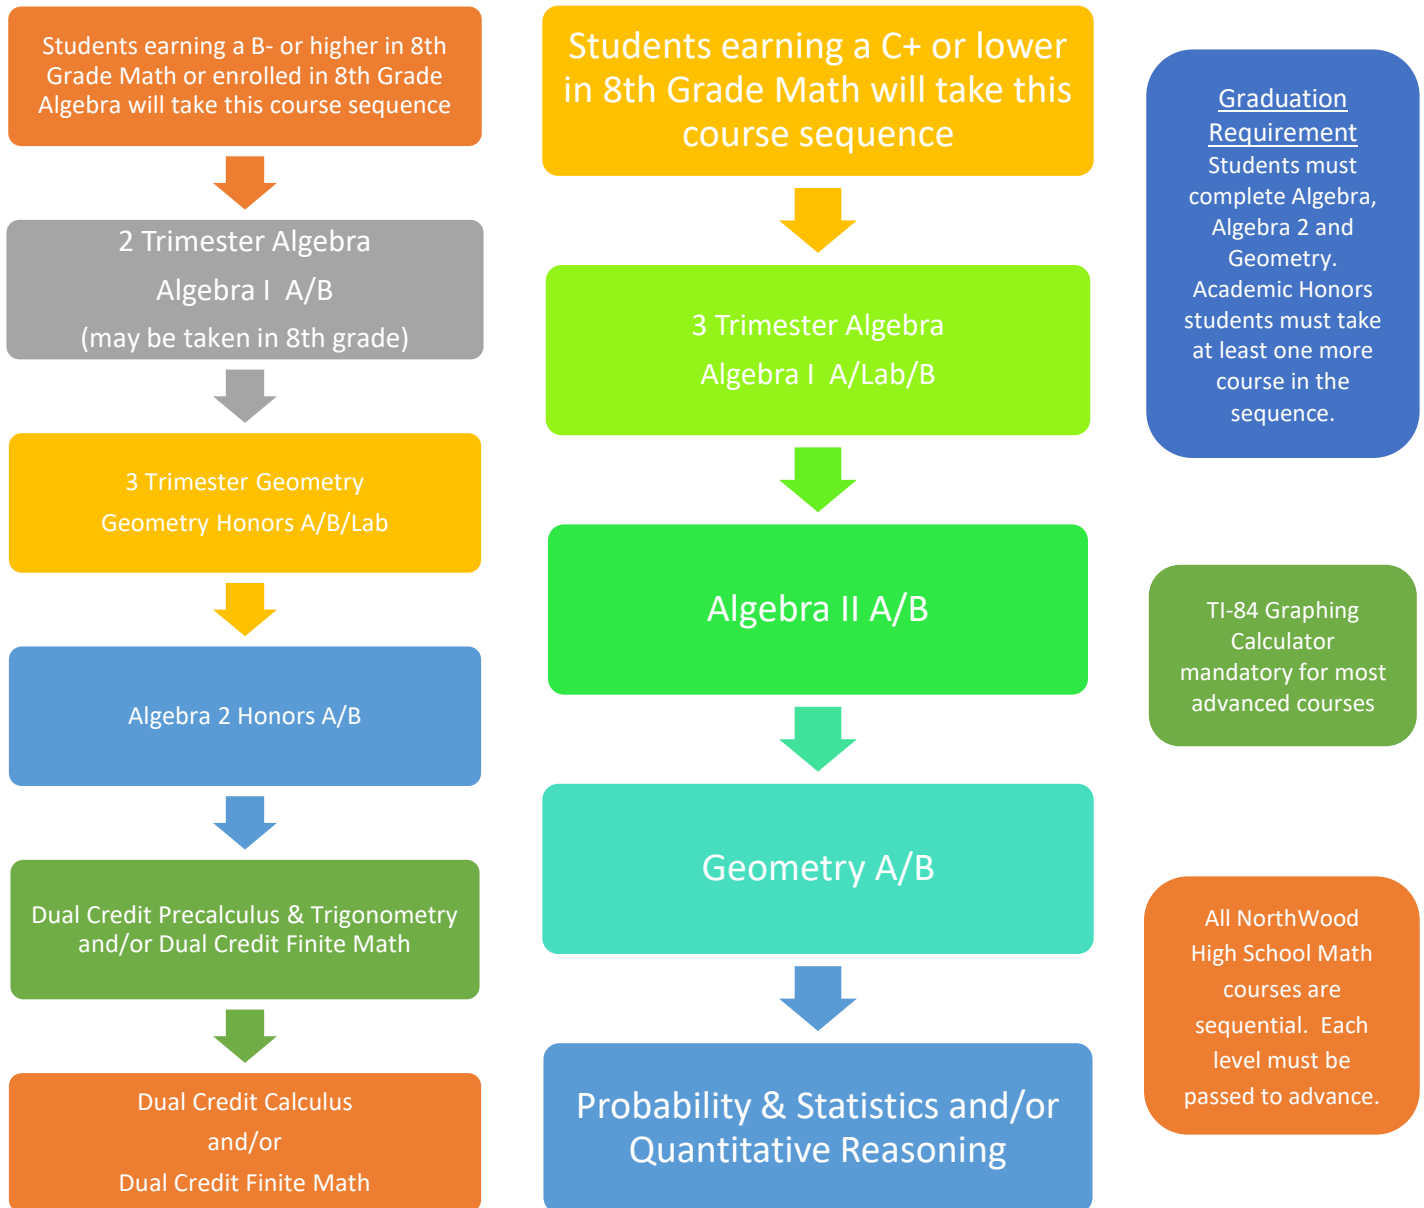 Students earning a B- or higher in 8th
Grade Math or enrolled in 8th Grade
Algebra will take this course sequence
2 Trimester Algebra
Algebra I  A/B
(may be taken in 8th grade)
3 Trimester Geometry
Geometry Honors A/B/Lab
Algebra 2 Honors A/B
Dual Credit Precalculus & Trigonometry
and/or Dual Credit Finite Math
Dual Credit Calculus
and/or
Dual Credit Finite Math
Students earning a C+ or lower
in 8th Grade Math will take this
course sequence
3 Trimester Algebra
Algebra I  A/Lab/B
Algebra II A/B
Geometry A/B
Probability & Statistics and/or
Quantitative Reasoning
Graduation
Requirement
Students must
complete Algebra,
Algebra 2 and
Geometry.
Academic Honors
students must take
at least one more
course in the
sequence.
TI-84 Graphing
Calculator
mandatory for most
advanced courses
All NorthWood
High School Math
courses are
sequential.  Each
level must be
passed to advance.